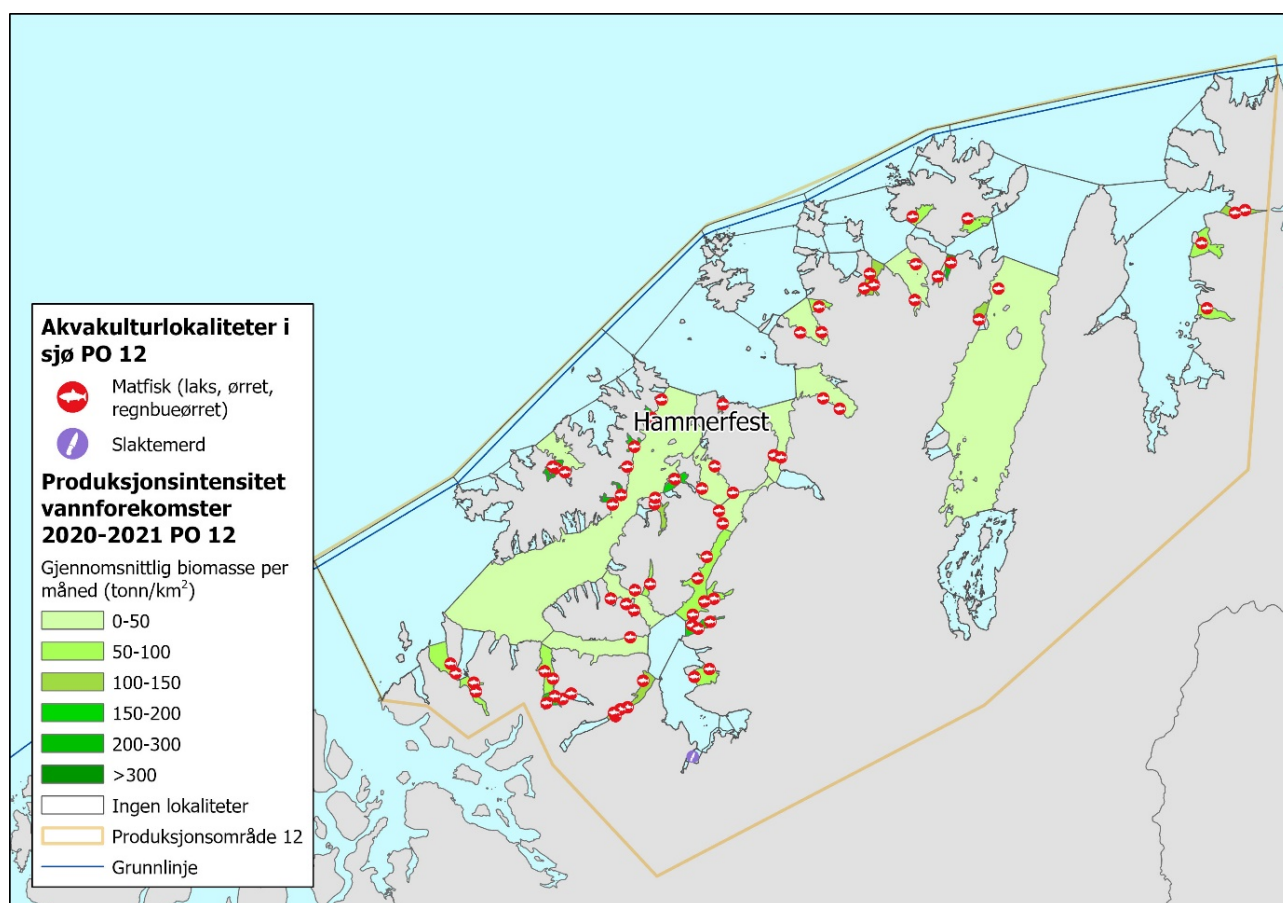 Hammerfest
Akvakulturlokaliteter i
sjø PO 12
Matfisk (laks, ørret,
regnbueørret)
Slaktemerd
Produksjonsintensitet
vannforekomster
2020-2021 PO 12
Gjennomsnittlig biomasse per
måned (tonn/km²)
0-50
50-100
100-150
150-200
200-300
>300
Ingen lokaliteter
Produksjonsområde 12
Grunnlinje